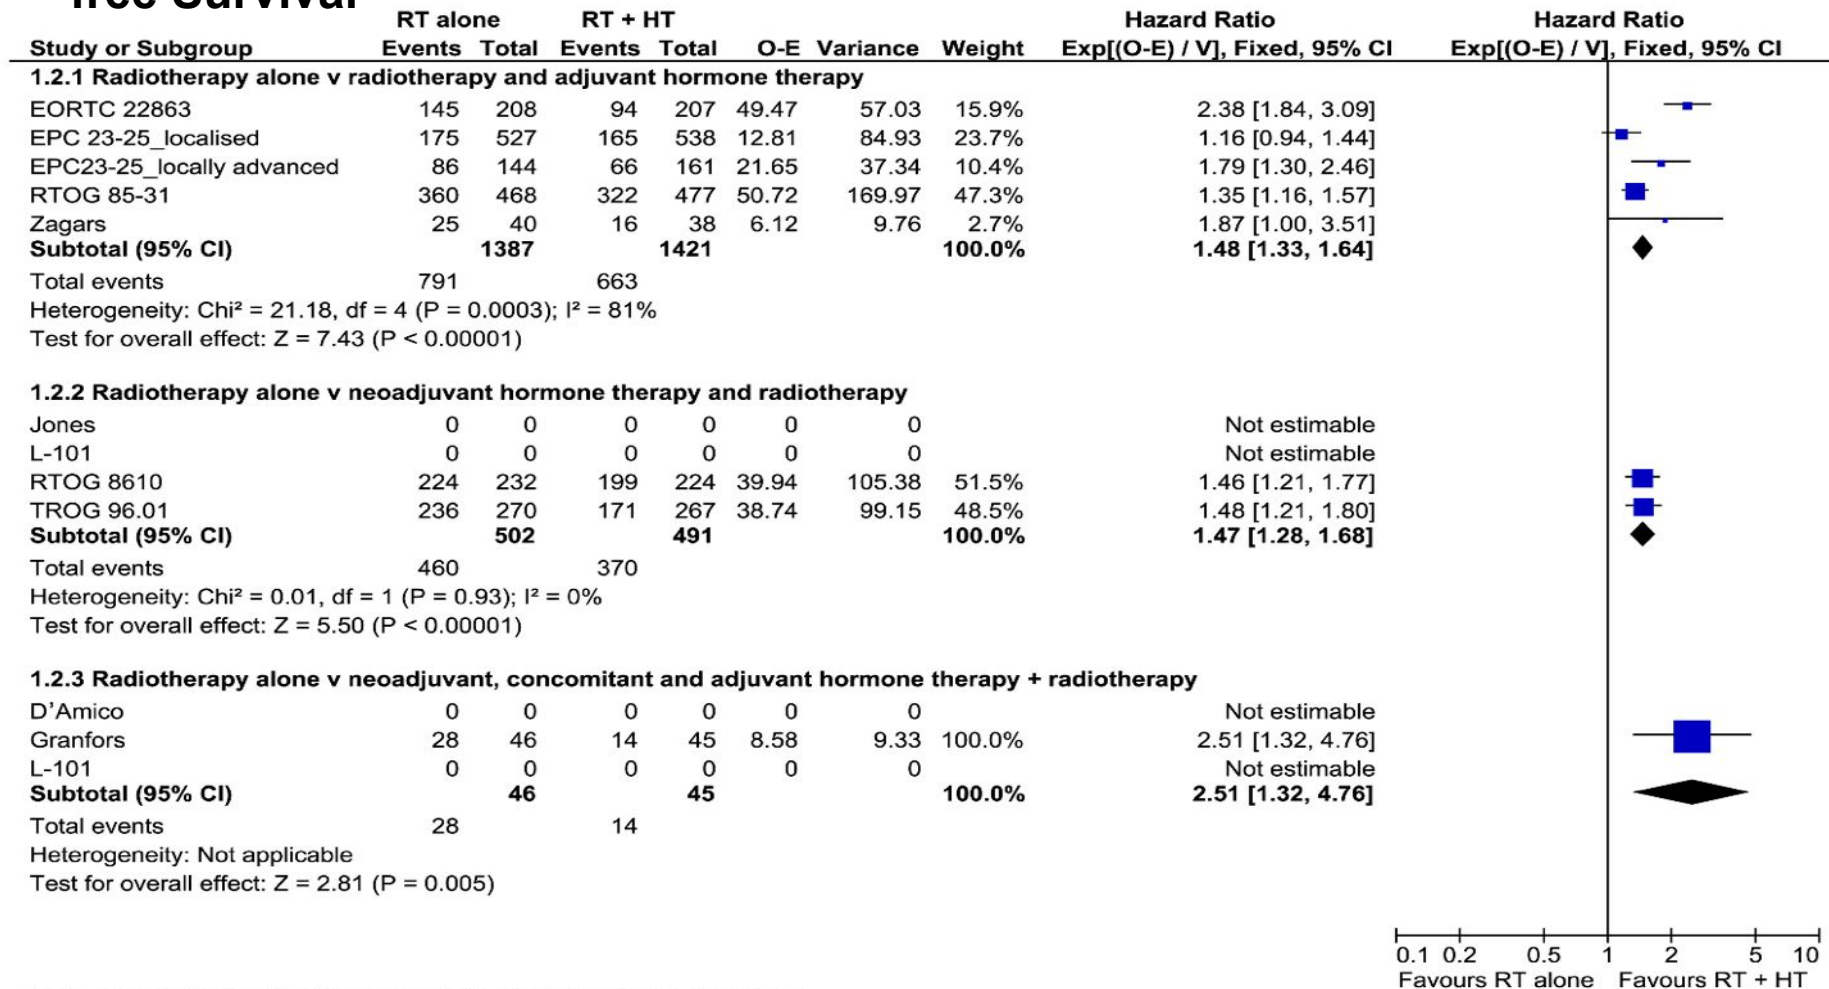 free Survival
RT alone RT + HT Hazard Ratio Hazard Ratio
Study or Subgroup Events Total Events Total O-E Variance Weight Exp[(O-E) / V], Fixed, 95% CI Exp[(O-E) / V], Fixed, 95% CI
1.2.1 Radiotherapy alone v radiotherapy and adjuvant hormone therapy
EORTC 22863 145 208 94 207 49.47 57.03 15.9% 2.38 [1.84, 3.09]
EPC 23-25_localised 175 527 165 538 12.81 84.93 23.7% 1.16 [0.94, 1.44]
EPC23-25_locally advanced 86 144 66 161 21.65 37.34 10.4% 1.79 [1.30, 2.46]
RTOG 85-31 360 468 322 477 50.72 169.97 47.3% 1.35 [1.16, 1.57]
Zagars 25 40 16 38 6.12 9.76 2.7% 1.87 [1.00, 3.51]
Subtotal (95% CI) 1387 1421 100.0% 1.48 [1.33, 1.64]
Total events 791 663
Heterogeneity: Chi² = 21.18, df = 4 (P = 0.0003); I² = 81%
Test for overall effect: Z = 7.43 (P < 0.00001)
1.2.2 Radiotherapy alone v neoadjuvant hormone therapy and radiotherapy
Jones 0 0 0 0 0 0 Not estimable
L-101 0 0 0 0 0 0 Not estimable
RTOG 8610 224 232 199 224 39.94 105.38 51.5% 1.46 [1.21, 1.77]
TROG 96.01 236 270 171 267 38.74 99.15 48.5% 1.48 [1.21, 1.80]
Subtotal (95% CI) 502 491 100.0% 1.47 [1.28, 1.68]
Total events 460 370
Heterogeneity: Chi² = 0.01, df = 1 (P = 0.93); I² = 0%
Test for overall effect: Z = 5.50 (P < 0.00001)
1.2.3 Radiotherapy alone v neoadjuvant, concomitant and adjuvant hormone therapy + radiotherapy
D'Amico 0 0 0 0 0 0 Not estimable
Granfors 28 46 14 45 8.58 9.33 100.0% 2.51 [1.32, 4.76]
L-101 0 0 0 0 0 0 Not estimable
Subtotal (95% CI) 46 45 100.0% 2.51 [1.32, 4.76]
Total events 28 14
Heterogeneity: Not applicable
Test for overall effect: Z = 2.81 (P = 0.005)
0.1 0.2 0.5 1 2 5 10
Favours RT alone Favours RT + HT